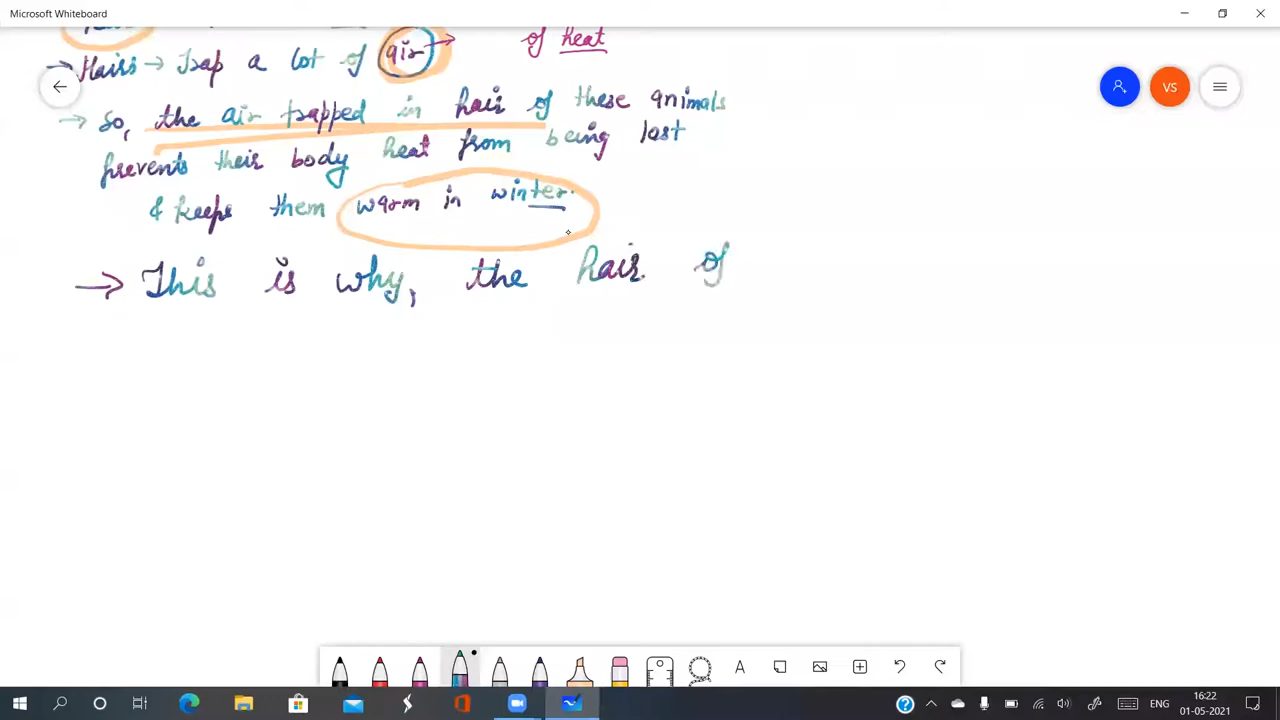 Microsoft Whiteboard
→ Hairs → Trap a lot of air →
of heat
VS
→ So, the air trapped in hair of these animals
prevents their body heat from being lost
& keeps them warm in winter.
→ This is why, the hair of
A
ENG
16:22
01-05-2021